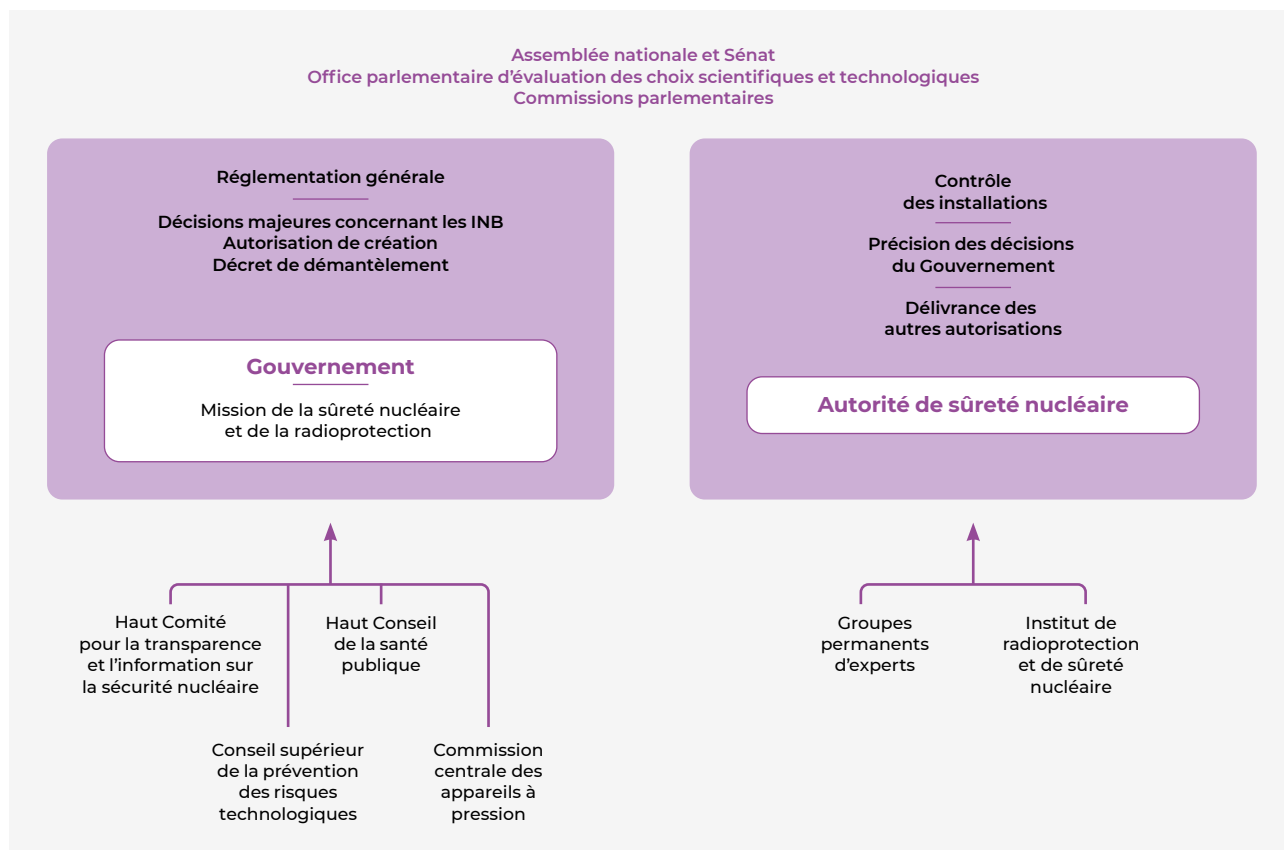 Assemblée nationale et Sénat
Office parlementaire d'évaluation des choix scientifiques et technologiques
Commissions parlementaires
Réglementation générale
Décisions majeures concernant les INB
Autorisation de création
Décret de démantèlement
Gouvernement
Mission de la sûreté nucléaire
et de la radioprotection
Contrôle
des installations
Précision des décisions
du Gouvernement
Délivrance des
autres autorisations
Autorité de sûreté nucléaire
Haut Comité
pour la transparence
et l'information sur
la sécurité nucléaire
Haut Conseil
de la santé
publique
Conseil supérieur
de la prévention
des risques
technologiques
Commission
centrale des
appareils à
pression
Groupes
permanents
d'experts
Institut de
radioprotection
et de sûreté
nucléaire